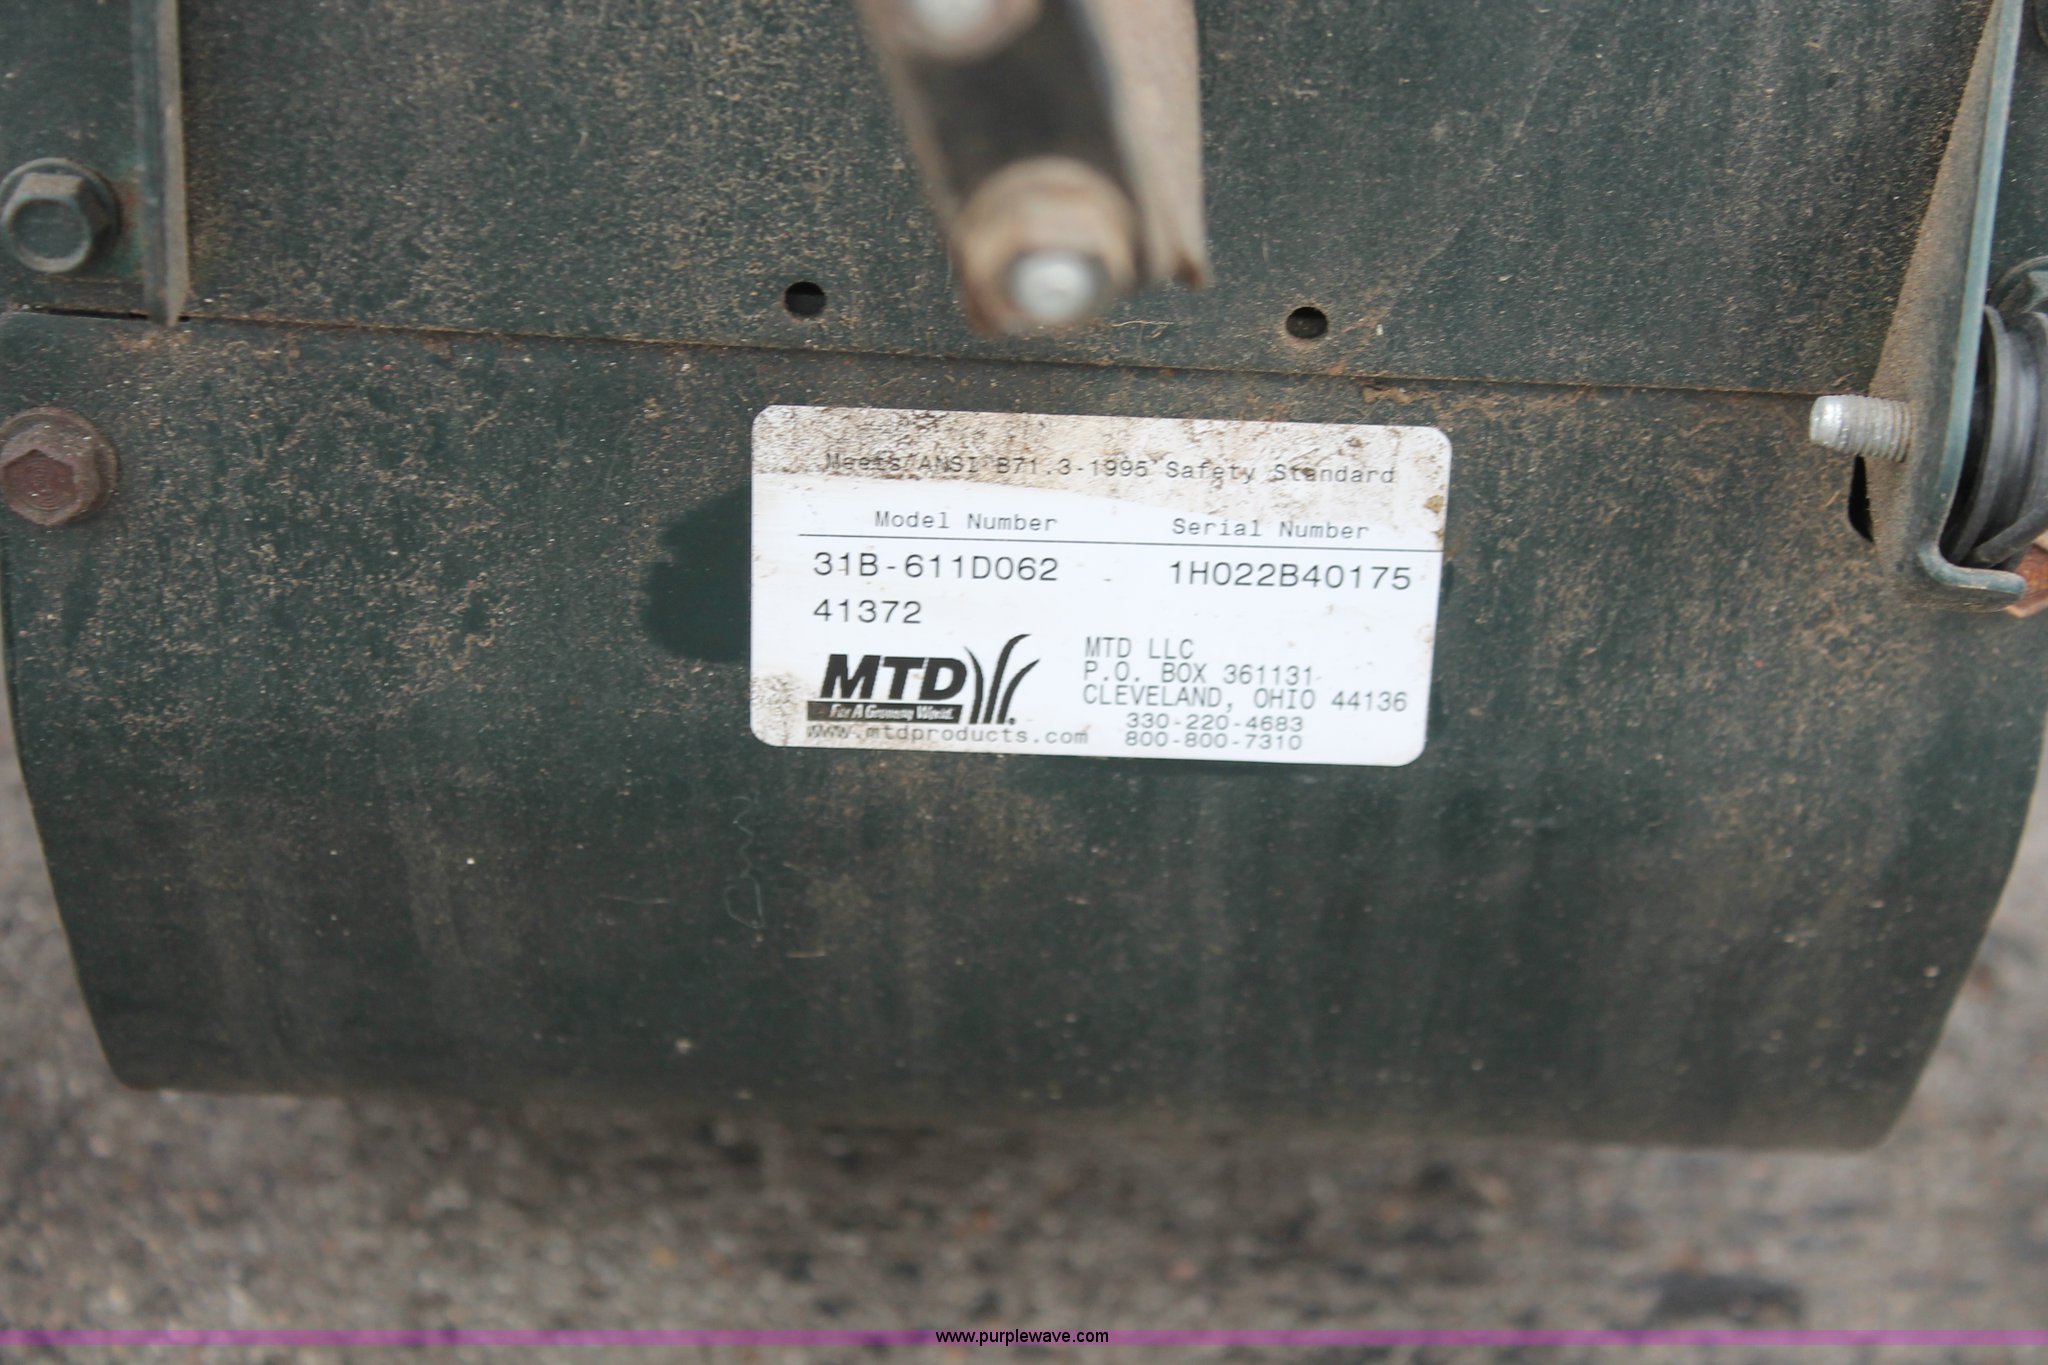 Meets ANSI B71.3-1995 Safety Standard
Model Number Serial Number
31B-611D062 1H022B40175
41372
MTD
For A Growing World.
www.mtdproducts.com
MTD LLC
P.O. BOX 361131
CLEVELAND, OHIO 44136
330-220-4683
800-800-7310
www.purplewave.com